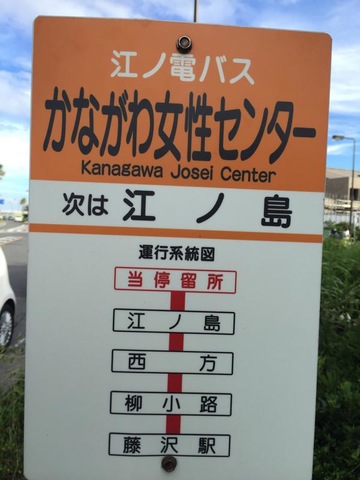 江ノ電バス
かながわ女性センター
Kanagawa Josei Center
次は 江ノ島
運行系統図
当停留所
江ノ島
西方
柳小路
藤沢駅